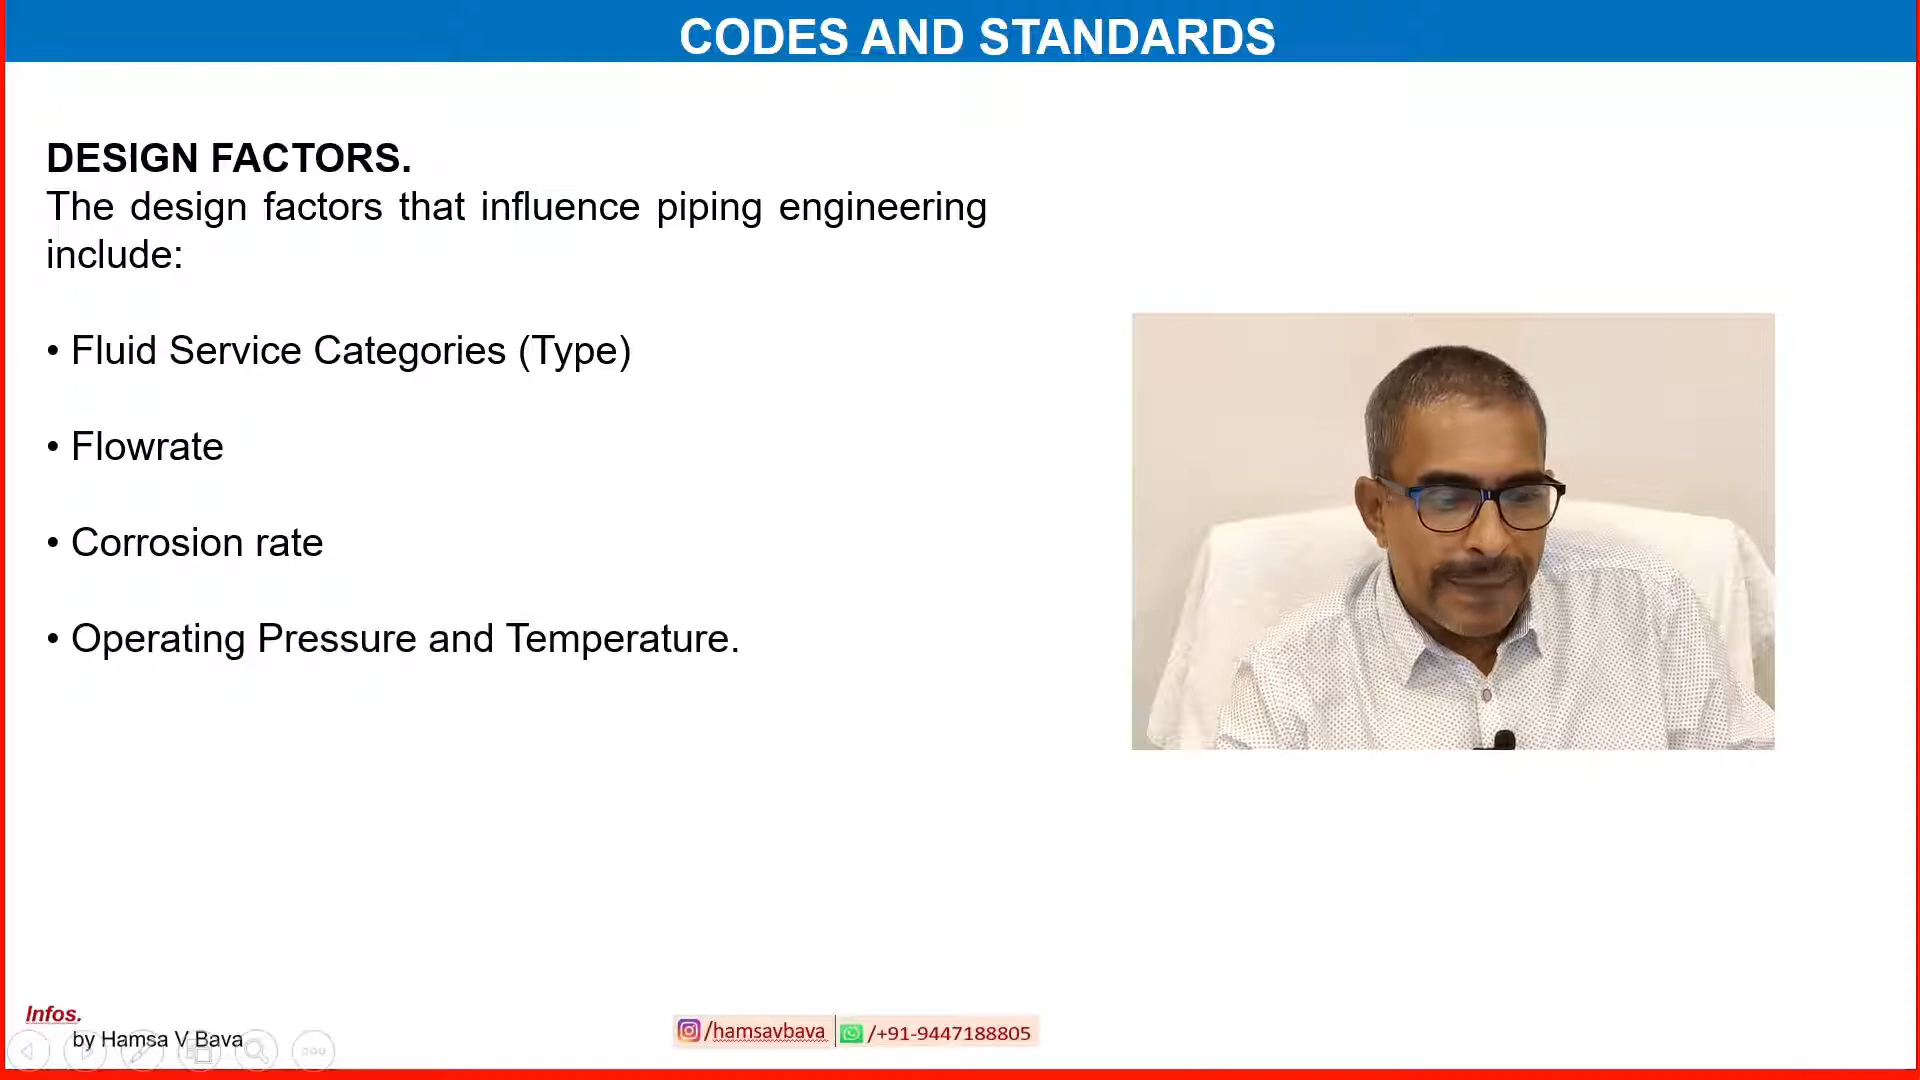 CODES AND STANDARDS
DESIGN FACTORS.
The design factors that influence piping engineering
include:
• Fluid Service Categories (Type)
• Flowrate
• Corrosion rate
• Operating Pressure and Temperature.
Infos.
by Hamsa V Bava
/hamsavbava /+91-9447188805